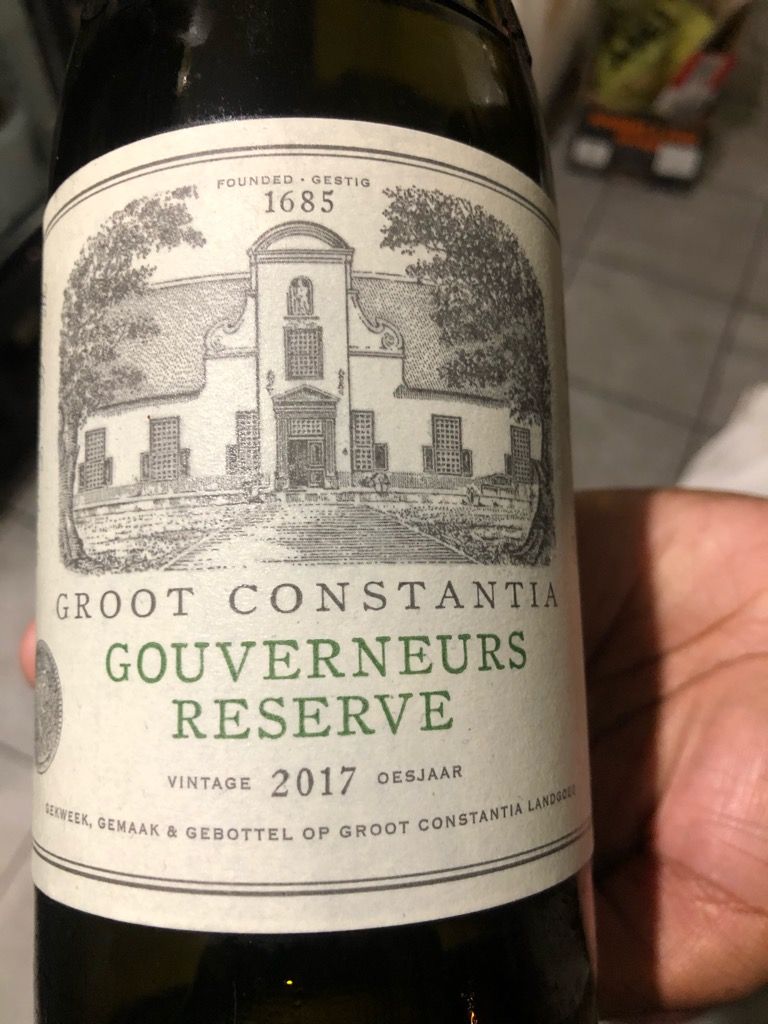 FOUNDED · GESTIG
1685
GROOT CONSTANTIA
GOUVERNEURS
RESERVE
VINTAGE 2017 OESJAAR
GEKWEEK, GEMAAK & GEBOTTEL OP GROOT CONSTANTIA LANDGOED